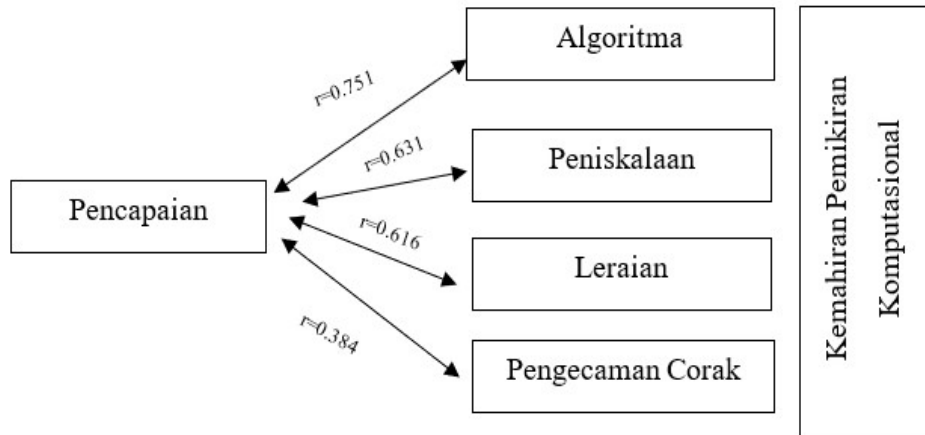 Algoritma
r=0.751
r=0.631
Peniskalaan
Pencapaian
r=0.616
Leraian
r=0.384
Pengecaman Corak
Kemahiran Pemikiran
Komputasional